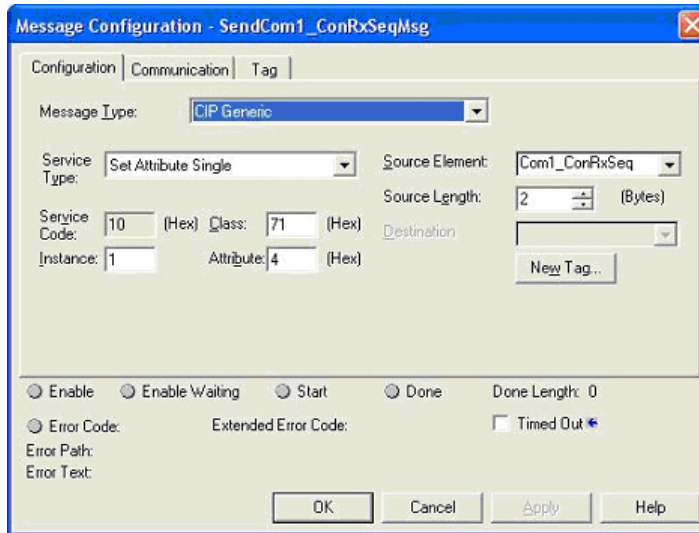 Message Configuration - SendCom1_ConRxSeqMsg
Configuration Communication Tag
Message Type: CIP Generic
Service Type: Set Attribute Single
Source Element: Com1_ConRxSeq
Source Length: 2 (Bytes)
Service Code: 10 (Hex) Class: 71 (Hex)
Destination
Instance: 1 Attribute: 4 (Hex)
New Tag...
Enable Enable Waiting Start Done Done Length: 0
Error Code: Extended Error Code: Timed Out
Error Path:
Error Text:
OK Cancel Apply Help